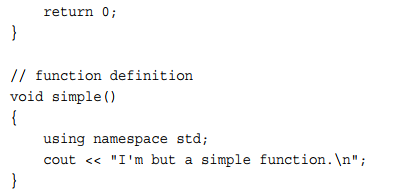 return 0;
}

// function definition
void simple()
{
    using namespace std;
    cout << "I'm but a simple function.\n";
}